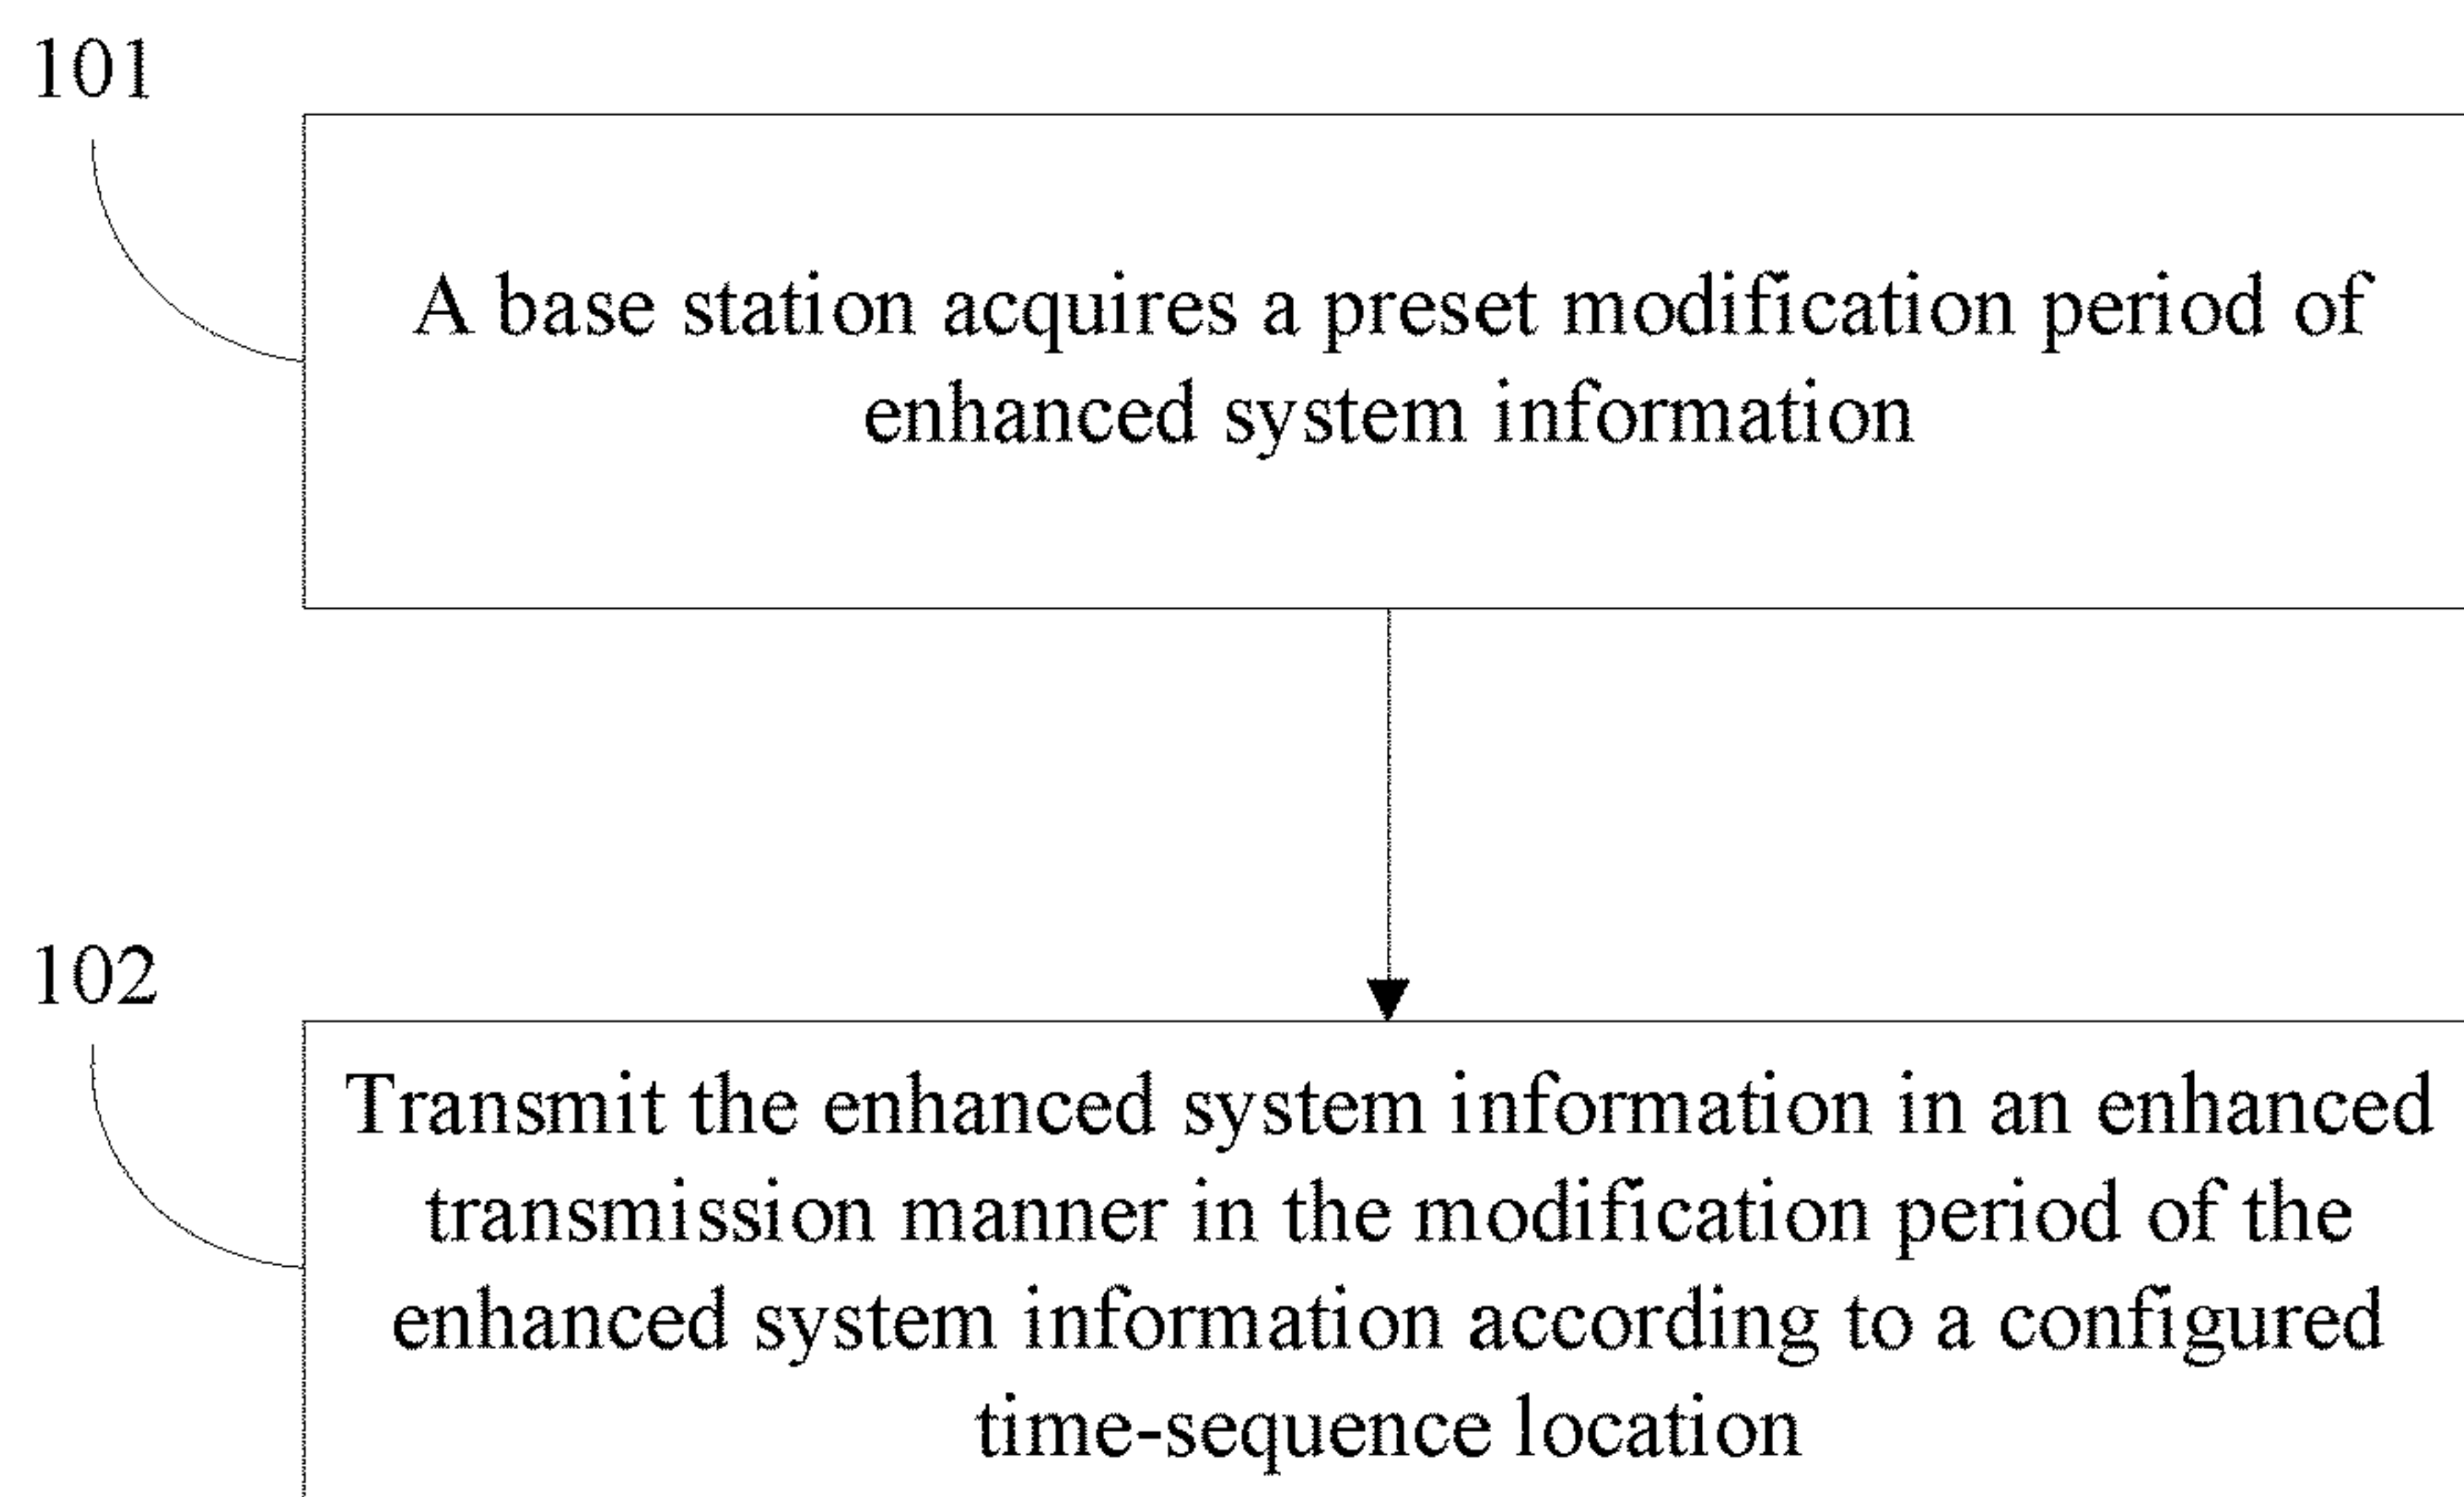 101
A base station acquires a preset modification period of
enhanced system information
102
Transmit the enhanced system information in an enhanced
transmission manner in the modification period of the
enhanced system information according to a configured
time-sequence location